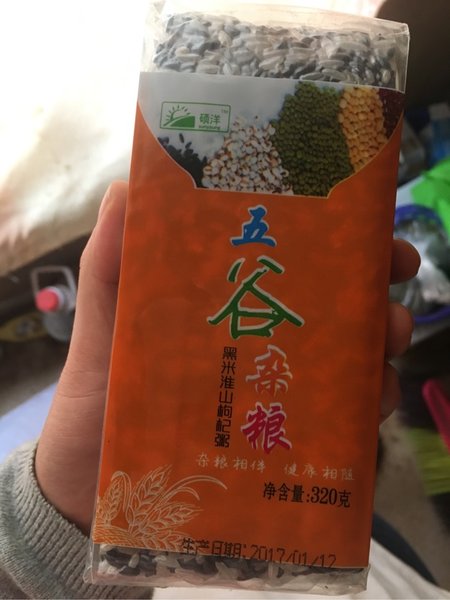 硕洋
TM
五谷杂粮
黑米淮山枸杞粥
杂粮相伴 健康相随
净含量:320克
生产日期:2017/01/12